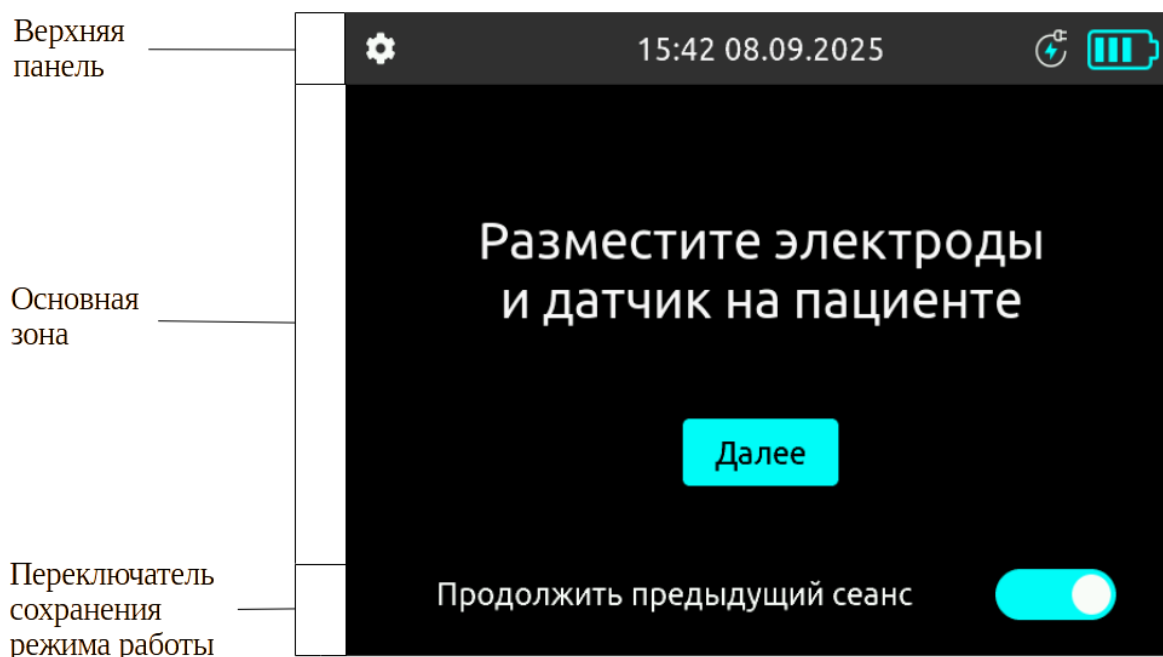 Верхняя
панель
15:42 08.09.2025
Разместите электроды
и датчик на пациенте
Основная
зона
Далее
Переключатель
сохранения
режима работы
Продолжить предыдущий сеанс